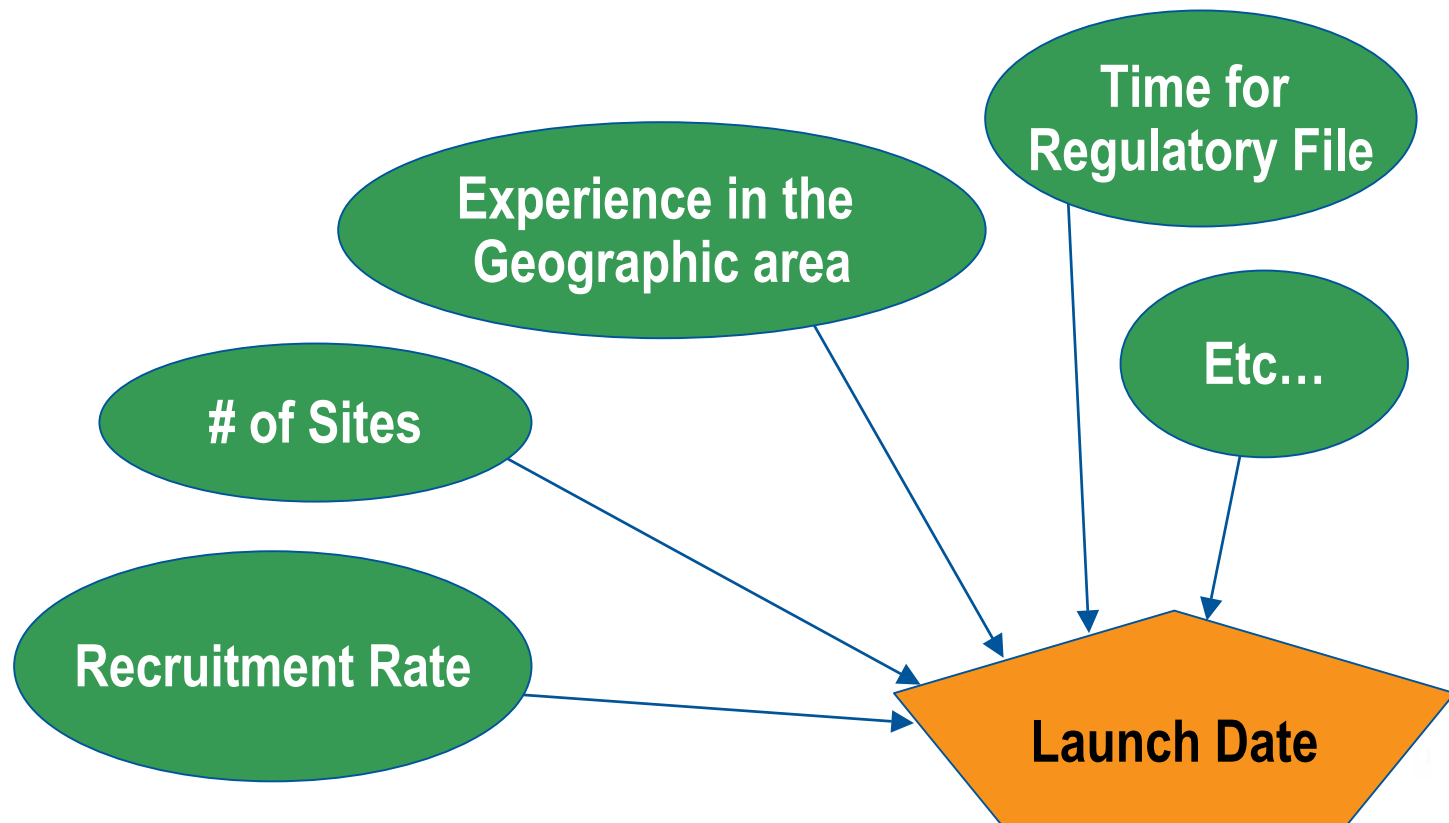 Time for
Regulatory File
Experience in the
Geographic area
Etc...
# of Sites
Recruitment Rate
Launch Date